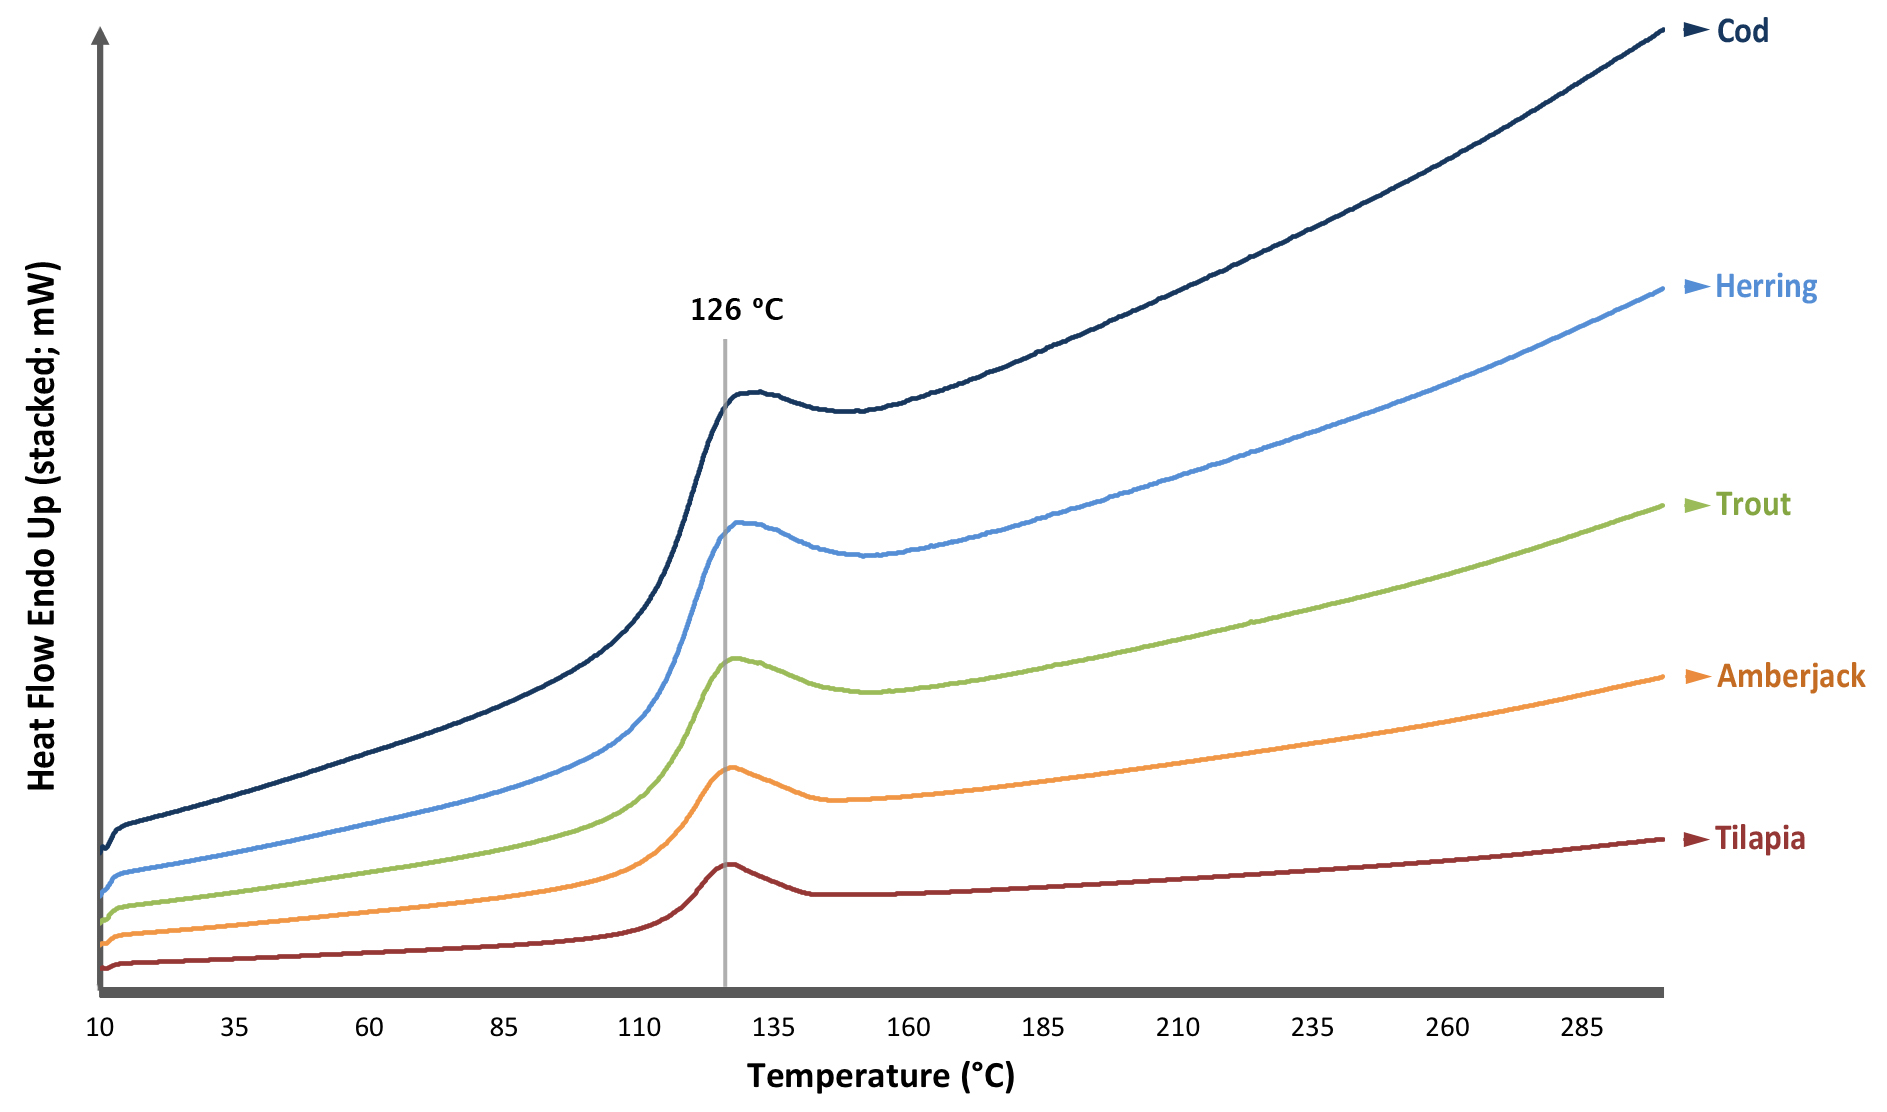 Cod
Herring
126 °C
Trout
Amberjack
Tilapia
Heat Flow Endo Up (stacked; mW)
10 35 60 85 110 135 160 185 210 235 260 285
Temperature (°C)